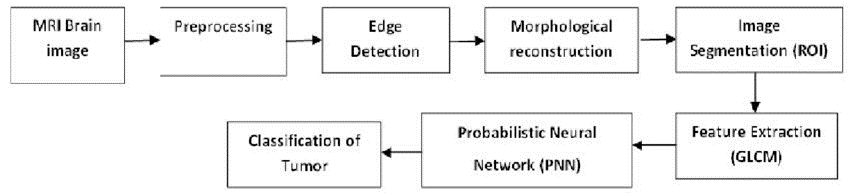 MRI Brain
image
Preprocessing
Edge
Detection
Morphological
reconstruction
Image
Segmentation (ROI)
Feature Extraction
(GLCM)
Probabilistic Neural
Network (PNN)
Classification of
Tumor